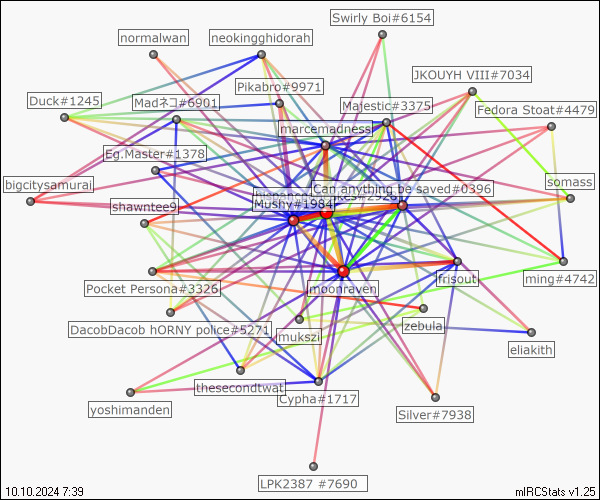 Swirly Boi#6154
normalwan
neokingghidorah
JKOUYH VIII#7034
Pikabro#9971
Duck#1245
Madネコ#6901
Majestic#3375
Fedora Stoat#4479
marcemadness
Eg.Master#1378
bigcitysamurai
Can anything be saved#0396
somass
Mushy#1984
shawntee9
Pocket Persona#3326
moonraven
frisout
ming#4742
DacobDacob hORNY police#5271
mukszi
zebula
eliakith
thesecondtwat
Cypha#1717
yoshimanden
Silver#7938
LPK2387 #7690
10.10.2024 7:39
mIRCStats v1.25